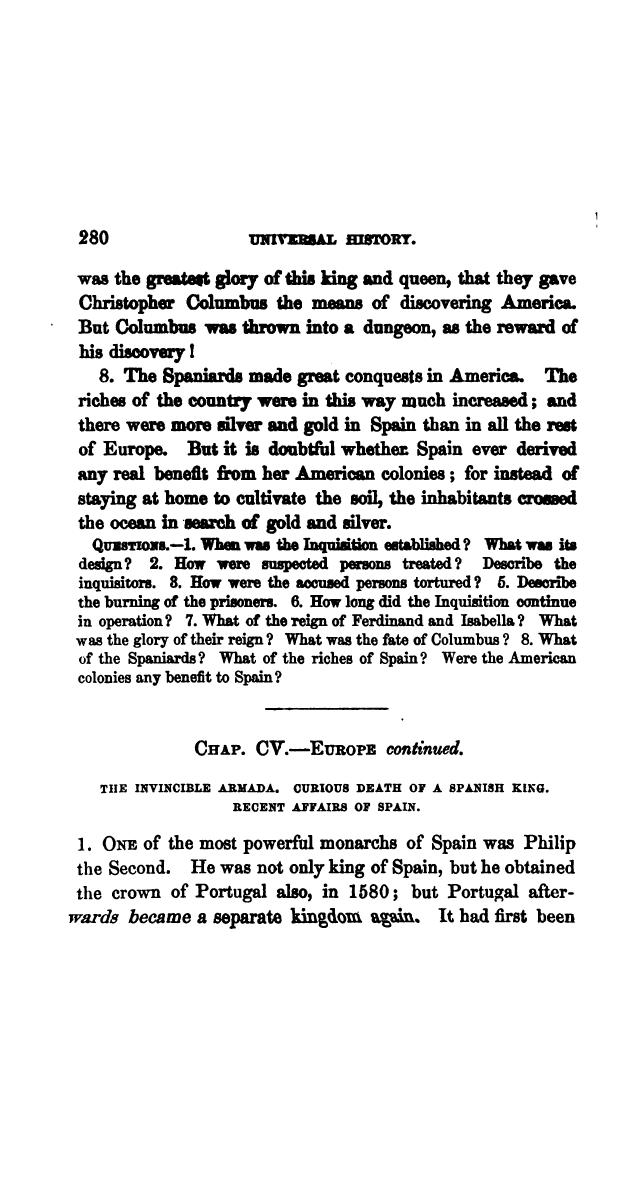 280 UNIVERSAL HISTORY.
was the greatest glory of this king and queen, that they gave
Christopher Columbus the means of discovering America.
But Columbus was thrown into a dungeon, as the reward of
his discovery!
8. The Spaniards made great conquests in America. The
riches of the country were in this way much increased; and
there were more silver and gold in Spain than in all the rest
of Europe. But it is doubtful whether Spain ever derived
any real benefit from her American colonies; for instead of
staying at home to cultivate the soil, the inhabitants crossed
the ocean in search of gold and silver.
QUESTIONS.—1. When was the Inquisition established? What was its
design? 2. How were suspected persons treated? Describe the
inquisitors. 3. How were the accused persons tortured? 5. Describe
the burning of the prisoners. 6. How long did the Inquisition continue
in operation? 7. What of the reign of Ferdinand and Isabella? What
was the glory of their reign? What was the fate of Columbus? 8. What
of the Spaniards? What of the riches of Spain? Were the American
colonies any benefit to Spain?
CHAP. CV.—EUROPE continued.
THE INVINCIBLE ARMADA. CURIOUS DEATH OF A SPANISH KING.
RECENT AFFAIRS OF SPAIN.
1. ONE of the most powerful monarchs of Spain was Philip
the Second. He was not only king of Spain, but he obtained
the crown of Portugal also, in 1580; but Portugal after-
wards became a separate kingdom again. It had first been